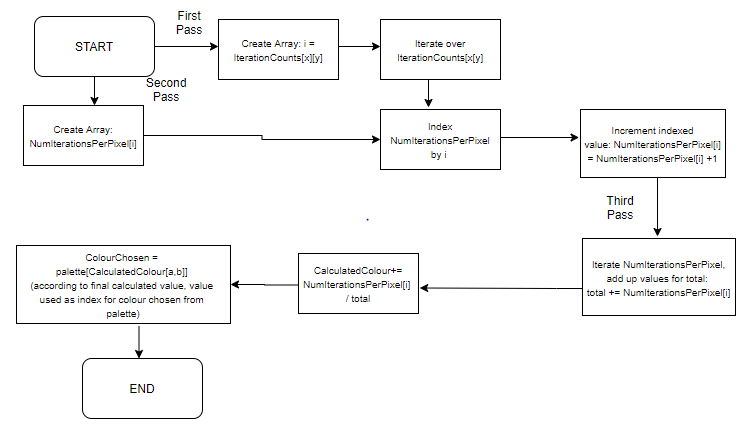 START
First
Pass
Create Array: i =
IterationCounts[x][y]
Iterate over
IterationCounts[x[y]
Second
Pass
Create Array:
NumIterationsPerPixel[i]
Index
NumIterationsPerPixel
by i
Increment indexed
value: NumIterationsPerPixel[i]
= NumIterationsPerPixel[i] +1
Third
Pass
Iterate NumIterationsPerPixel,
add up values for total:
total += NumIterationsPerPixel[i]
CalculatedColour+=
NumIterationsPerPixel[i]
/ total
ColourChosen =
palette[CalculatedColour[a,b]]
(according to final calculated value, value
used as index for colour chosen from
palette)
END